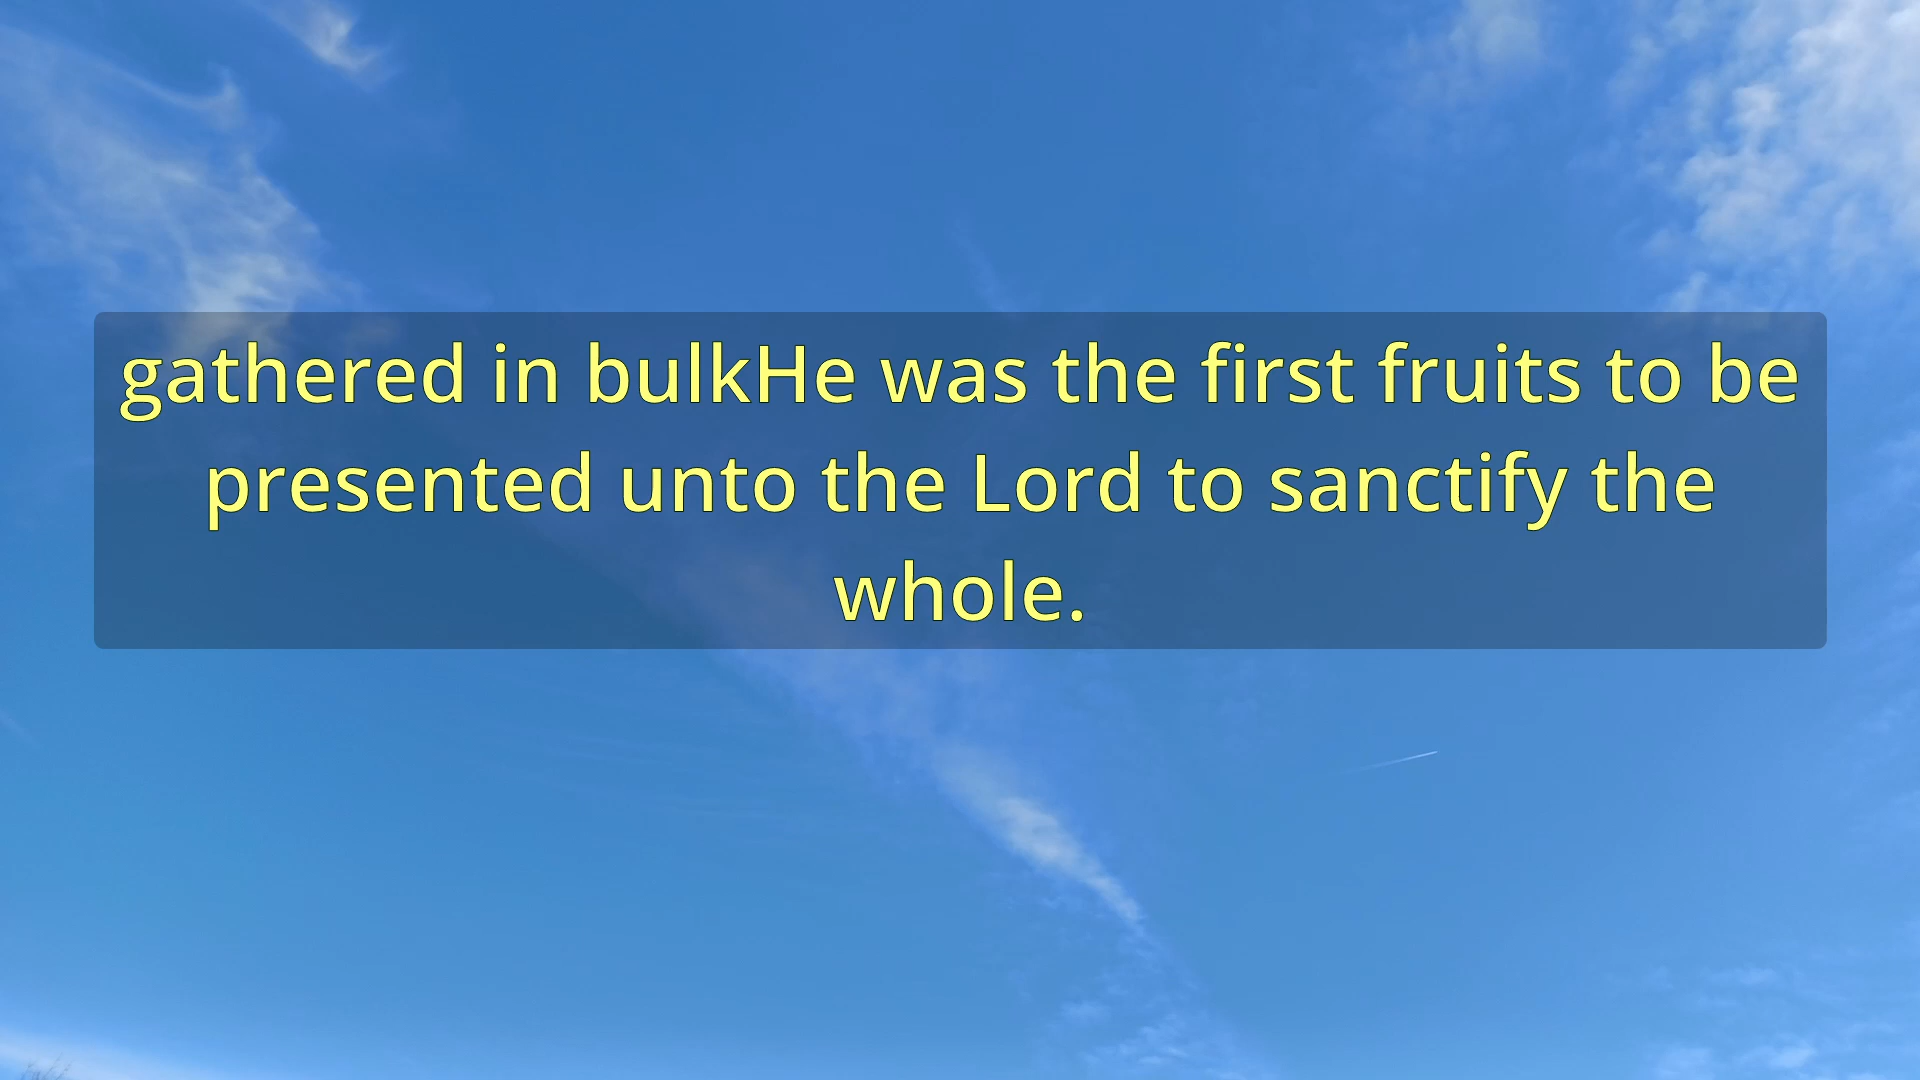 gathered in bulkHe was the first fruits to be
presented unto the Lord to sanctify the
whole.